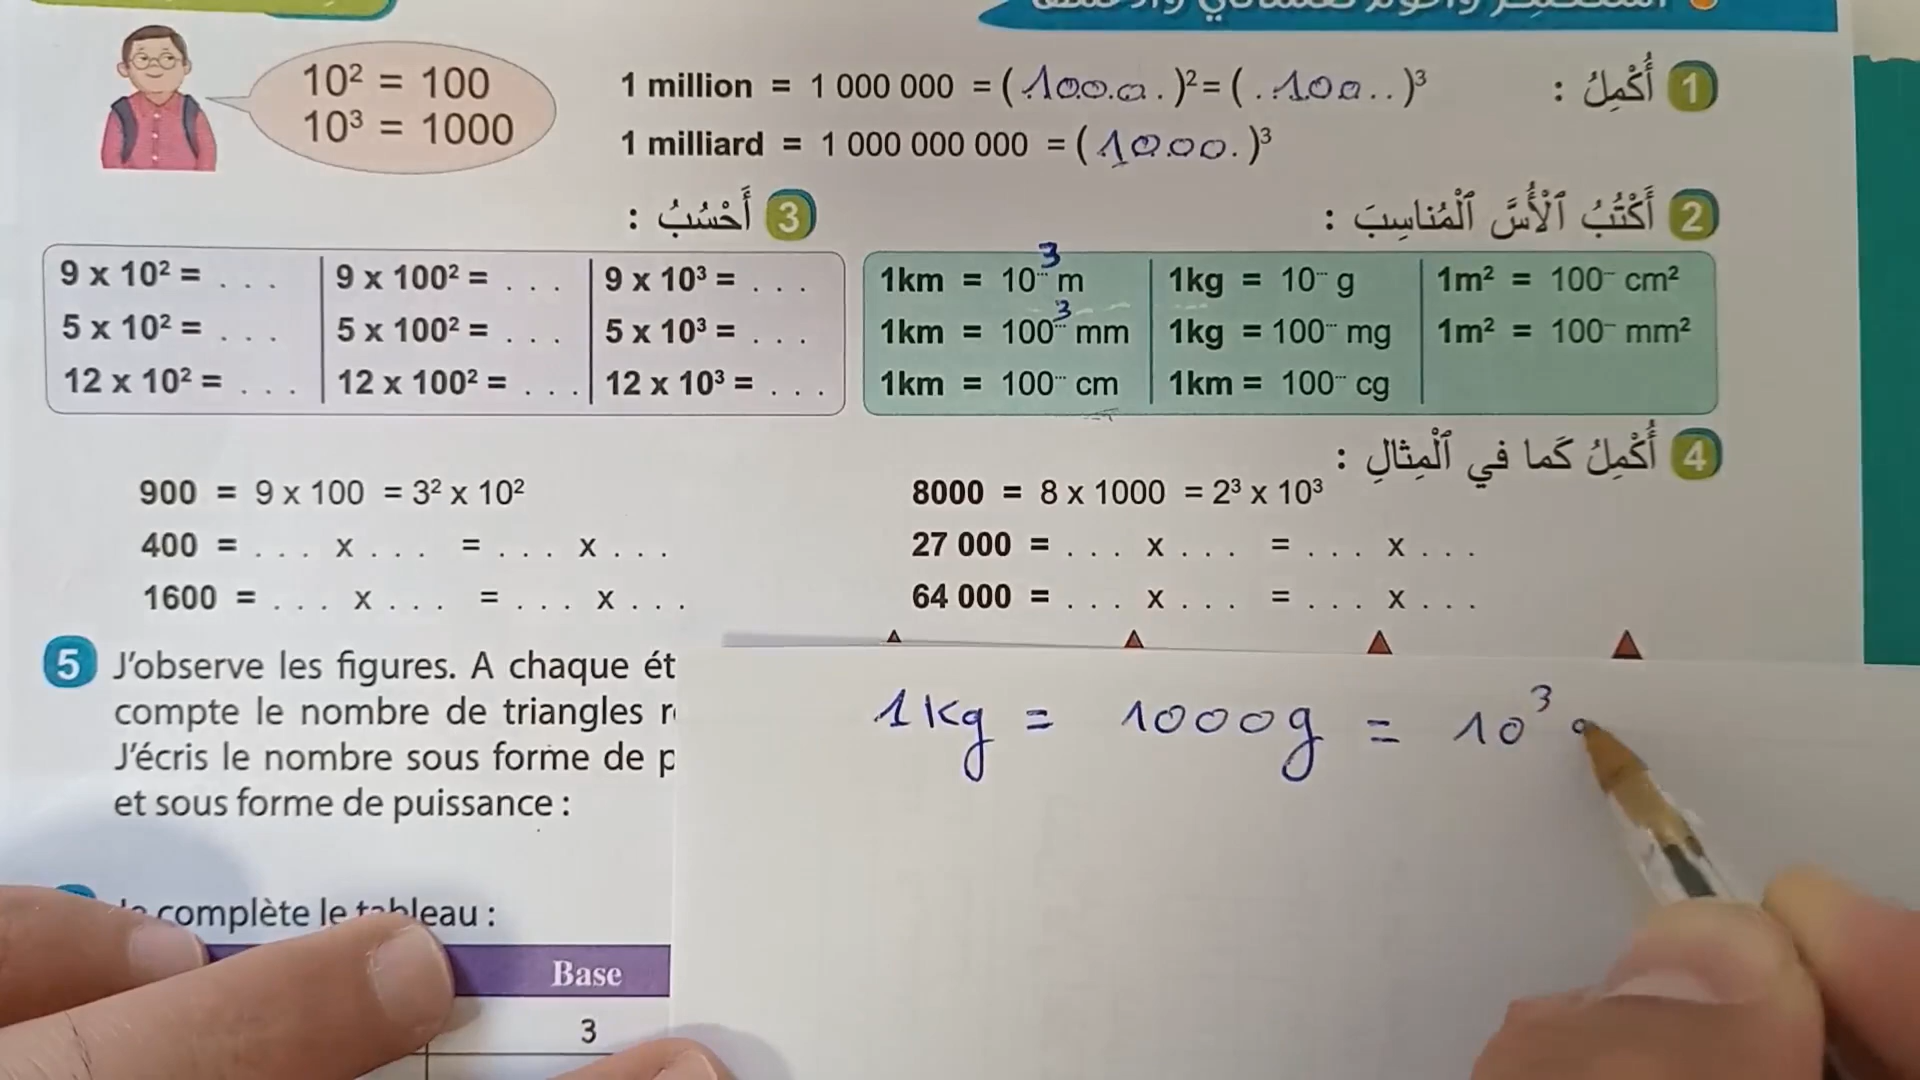 10² = 100
10³ = 1000
1 أُكْمِلُ :
1 million = 1 000 000 = (1000.)² = (.100..)³
1 milliard = 1 000 000 000 = (1000.)³
2 أَكْتُبُ ٱلْأُسَّ ٱلْمُناسِبَ :
1km = 10³ m
1km = 100³ mm
1km = 100... cm
1kg = 10... g
1kg = 100... mg
1km = 100... cg
1m² = 100... cm²
1m² = 100... mm²
3 أَحْسُبُ :
9 x 10² = . . .
5 x 10² = . . .
12 x 10² = . . .
9 x 100² = . . .
5 x 100² = . . .
12 x 100² = . . .
9 x 10³ = . . .
5 x 10³ = . . .
12 x 10³ = . . .
4 أُكْمِلُ كَما في ٱلْمِثالِ :
900 = 9 x 100 = 3² x 10²
400 = . . . x . . . = . . . x . . .
1600 = . . . x . . . = . . . x . . .
8000 = 8 x 1000 = 2³ x 10³
27 000 = . . . x . . . = . . . x . . .
64 000 = . . . x . . . = . . . x . . .
5 J'observe les figures. A chaque
compte le nombre de triangles
J'écris le nombre sous forme de
et sous forme de puissance :
complète le tableau :
Base
3
1kg = 1000g = 10³